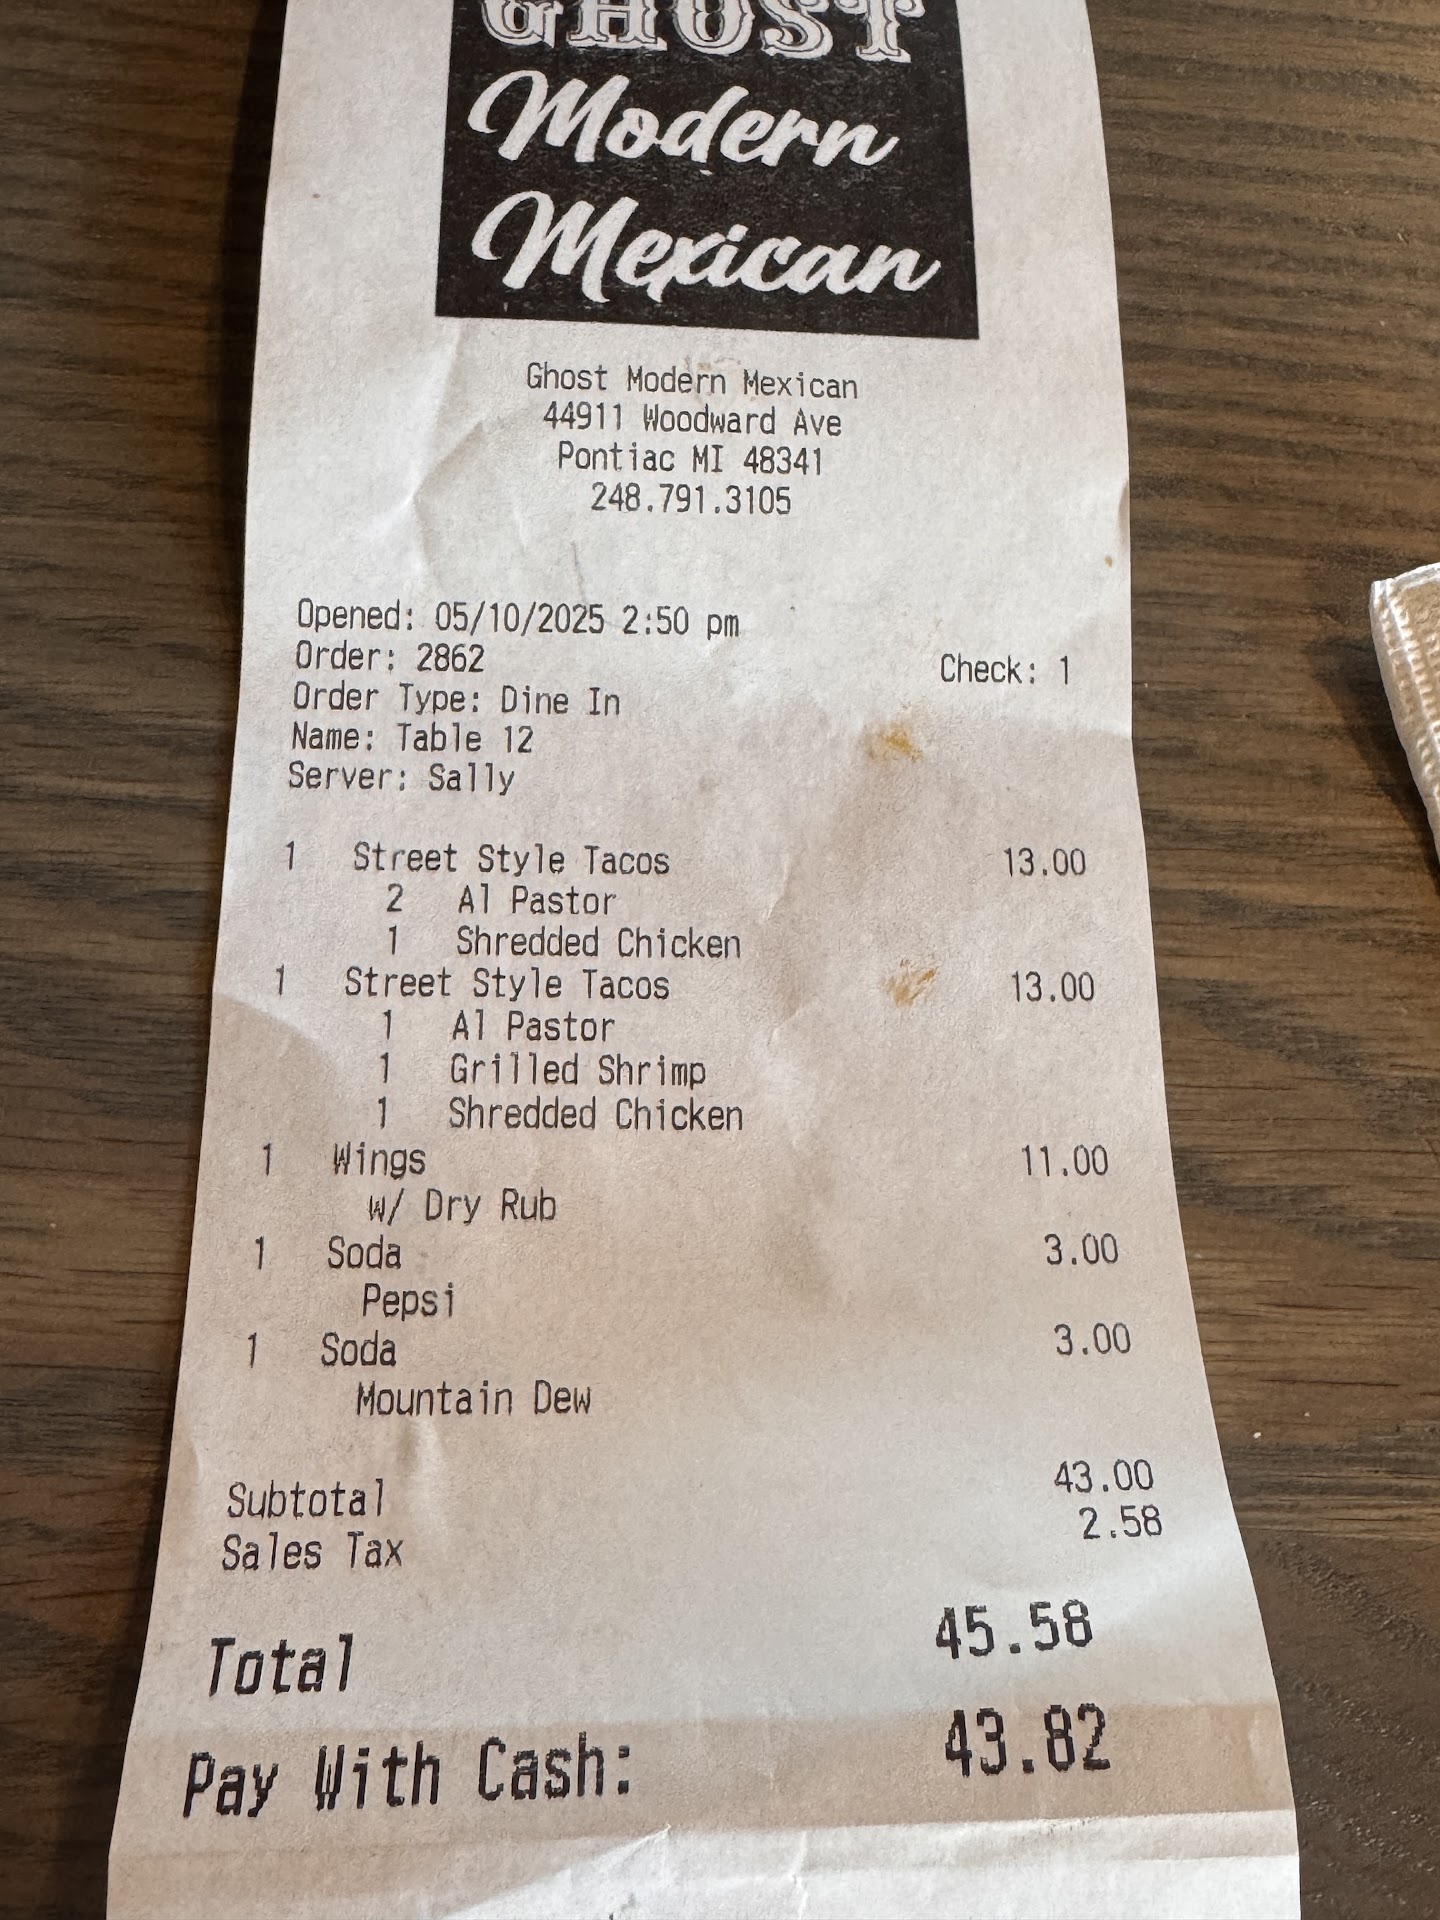 GHOST
Modern
Mexican
Ghost Modern Mexican
44911 Woodward Ave
Pontiac MI 48341
248.791.3105
Opened: 05/10/2025 2:50 pm
Order: 2862 Check: 1
Order Type: Dine In
Name: Table 12
Server: Sally
1 Street Style Tacos 13.00
2 Al Pastor
1 Shredded Chicken
1 Street Style Tacos 13.00
1 Al Pastor
1 Grilled Shrimp
1 Shredded Chicken
1 Wings 11.00
w/ Dry Rub
1 Soda 3.00
Pepsi
1 Soda 3.00
Mountain Dew
Subtotal 43.00
Sales Tax 2.58
Total 45.58
Pay With Cash: 43.82